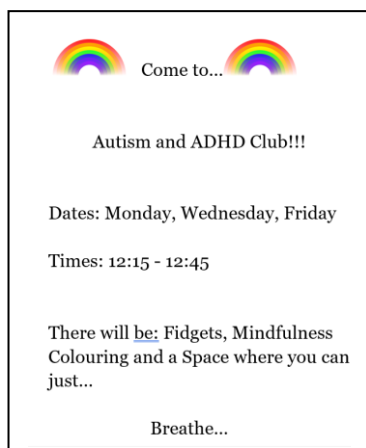 Come to...
Autism and ADHD Club!!!
Dates: Monday, Wednesday, Friday
Times: 12:15 - 12:45
There will be: Fidgets, Mindfulness
Colouring and a Space where you can
just...
Breathe...